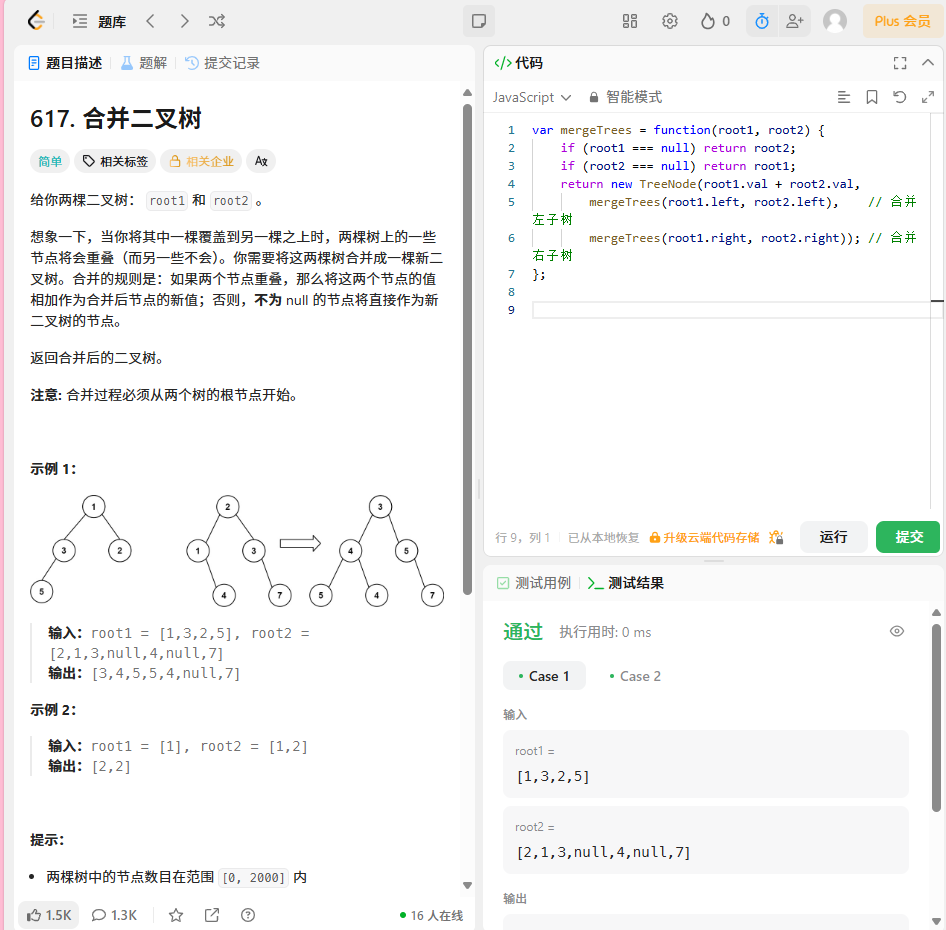 题库
0
Plus 会员
题目描述
题解
提交记录
617. 合并二叉树
简单
相关标签
相关企业
给你两棵二叉树： root1 和 root2 。
想象一下，当你将其中一棵覆盖到另一棵之上时，两棵树上的一些
节点将会重叠（而另一些不会）。你需要将这两棵树合并成一棵新二
叉树。合并的规则是：如果两个节点重叠，那么将这两个节点的值
相加作为合并后节点的新值；否则，不为 null 的节点将直接作为新
二叉树的节点。
返回合并后的二叉树。
注意: 合并过程必须从两个树的根节点开始。
示例 1：
1
2
3
3
2
1
3
4
5
5
4
7
5
4
7
输入：root1 = [1,3,2,5], root2 =
[2,1,3,null,4,null,7]
输出：[3,4,5,5,4,null,7]
示例 2：
输入：root1 = [1], root2 = [1,2]
输出：[2,2]
提示：
• 两棵树中的节点数目在范围 [0, 2000] 内
1.5K
1.3K
16 人在线
</> 代码
JavaScript
智能模式
1 var mergeTrees = function(root1, root2) {
2 if (root1 === null) return root2;
3 if (root2 === null) return root1;
4 return new TreeNode(root1.val + root2.val,
5 mergeTrees(root1.left, root2.left), // 合并
左子树
6 mergeTrees(root1.right, root2.right)); // 合并
右子树
7 };
8
9
行 9，列 1
已从本地恢复
升级云端代码存储
运行
提交
测试用例
测试结果
通过
执行用时: 0 ms
• Case 1
• Case 2
输入
root1 =
[1,3,2,5]
root2 =
[2,1,3,null,4,null,7]
输出